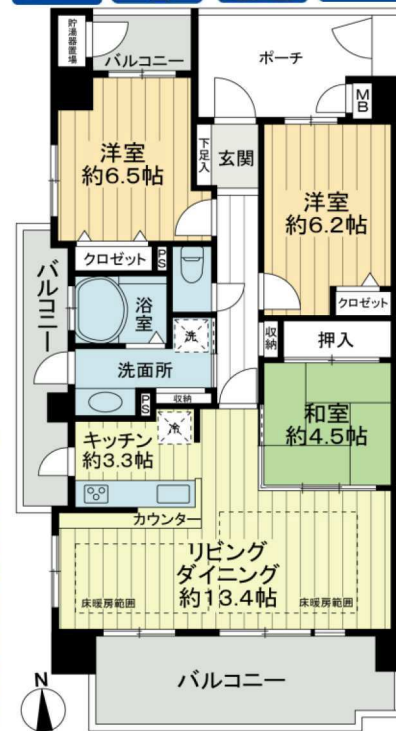 貯湯器置場
バルコニー
ポーチ
MB
洋室
約6.5帖
下足入
玄関
洋室
約6.2帖
クロゼット
PS
クロゼット
バルコニー
浴室
洗
収納
押入
洗面所
PS
収納
和室
約4.5帖
キッチン
約3.3帖
冷
カウンター
リビング
ダイニング
約13.4帖
床暖房範囲
床暖房範囲
バルコニー
N